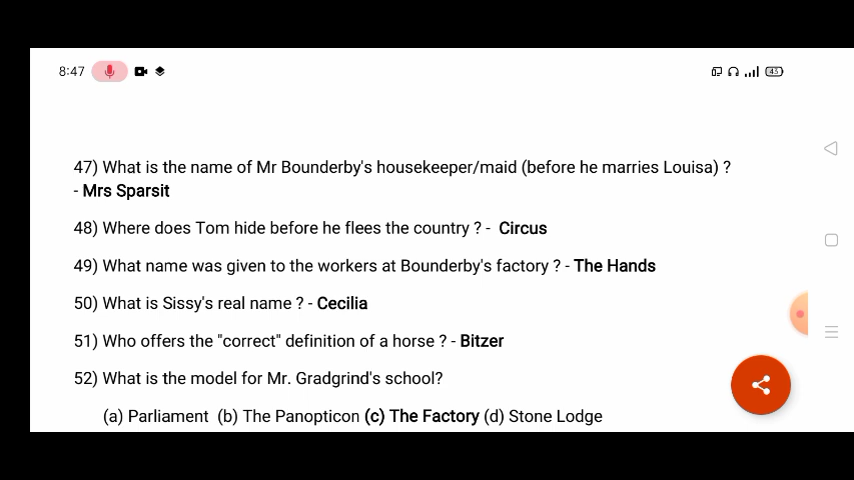 8:47
43
47) What is the name of Mr Bounderby's housekeeper/maid (before he marries Louisa) ?
- Mrs Sparsit
48) Where does Tom hide before he flees the country ? - Circus
49) What name was given to the workers at Bounderby's factory ? - The Hands
50) What is Sissy's real name ? - Cecilia
51) Who offers the "correct" definition of a horse ? - Bitzer
52) What is the model for Mr. Gradgrind's school?
(a) Parliament (b) The Panopticon (c) The Factory (d) Stone Lodge